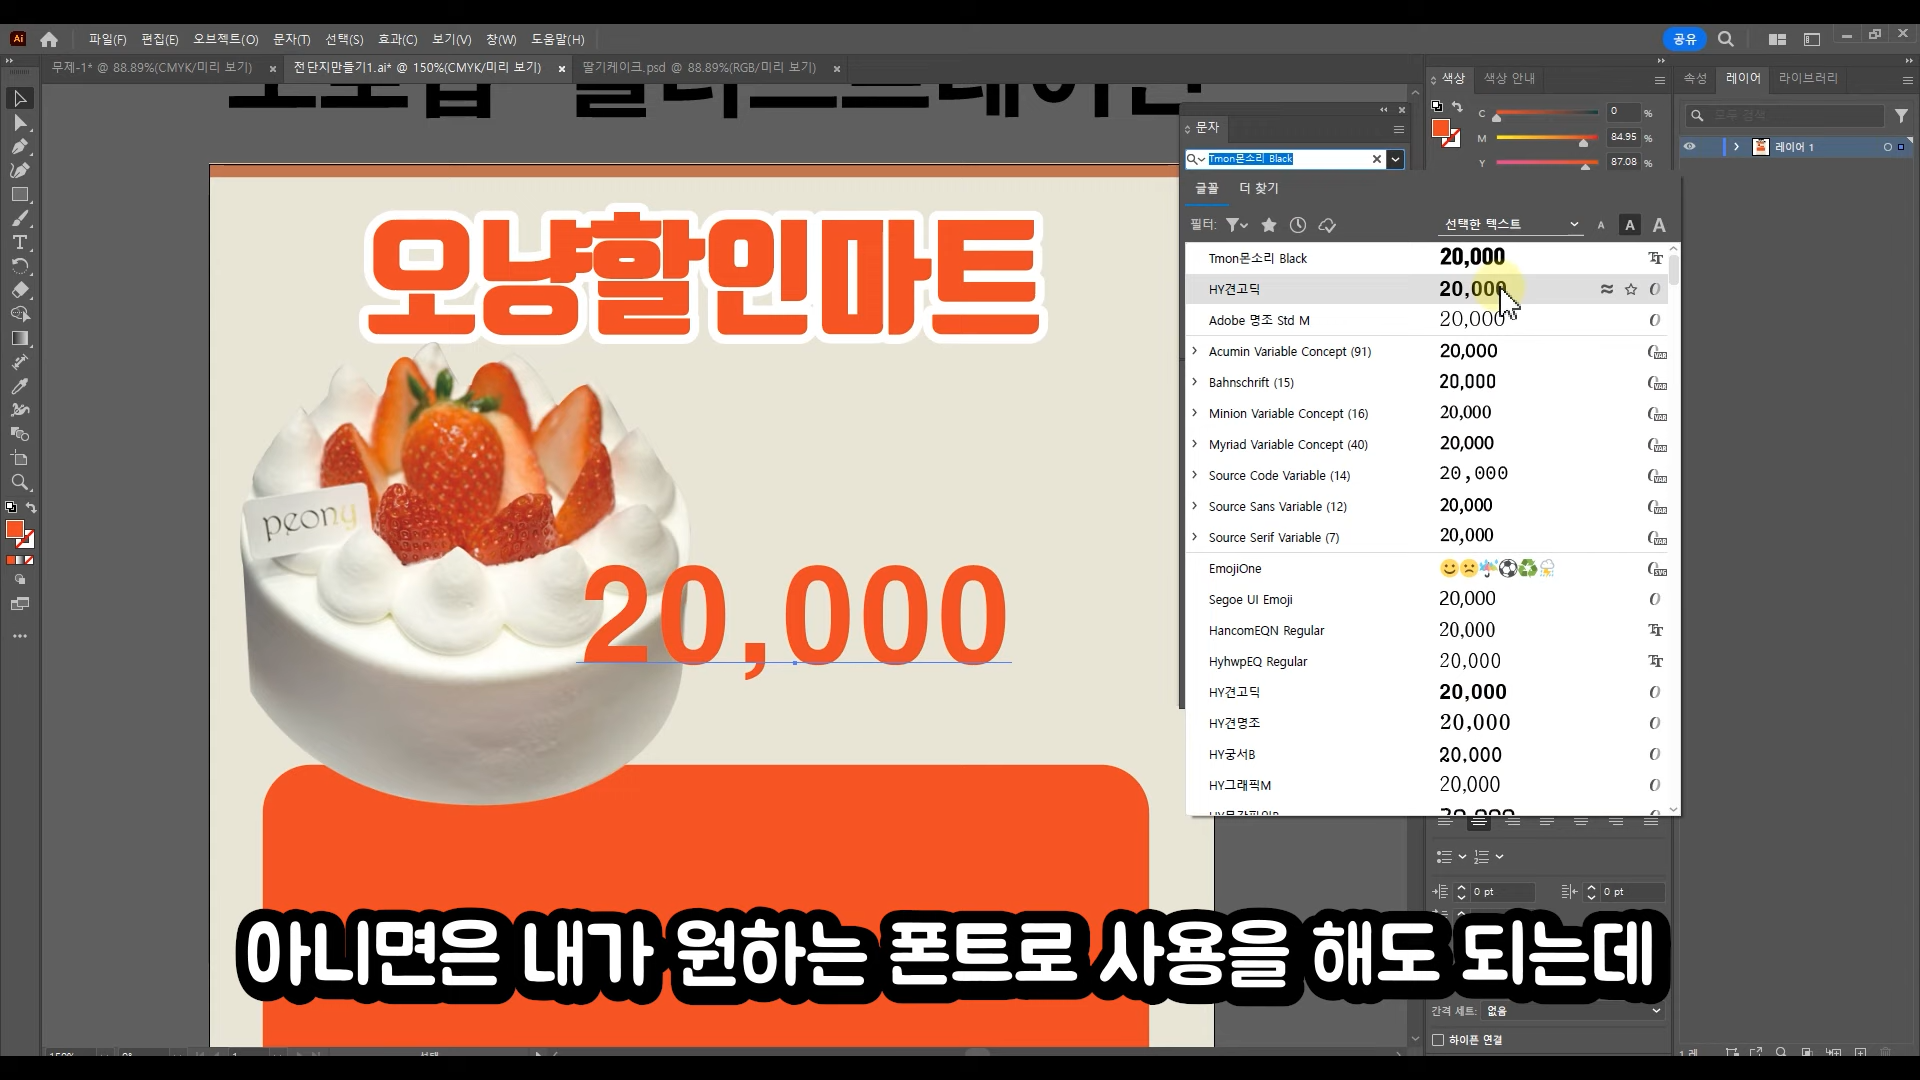 Ai 파일(F) 편집(E) 오브젝트(O) 문자(T) 선택(S) 효과(C) 보기(V) 창(W) 도움말(H) 공유
무제-1* @ 88.89%(CMYK/미리 보기) × 전단지만들기1.ai* @ 150%(CMYK/미리 보기) × 딸기케이크.psd @ 88.89%(RGB/미리 보기) ×
색상 색상 안내
C 0 %
M 84.95 %
Y 87.08 %
속성 레이어 라이브러리
모두 검색
레이어 1
오냥할인마트
peony
20,000
문자
Tmon몬소리 Black
글꼴 더 찾기
필터: 선택한 텍스트 A A A
Tmon몬소리 Black 20,000
HY견고딕 20,000
Adobe 명조 Std M 20,000
Acumin Variable Concept (91) 20,000
Bahnschrift (15) 20,000
Minion Variable Concept (16) 20,000
Myriad Variable Concept (40) 20,000
Source Code Variable (14) 20,000
Source Sans Variable (12) 20,000
Source Serif Variable (7) 20,000
EmojiOne
Segoe UI Emoji 20,000
HancomEQN Regular 20,000
HyhwpEQ Regular 20,000
HY견고딕 20,000
HY견명조 20,000
HY궁서B 20,000
HY그래픽M 20,000
0 pt 0 pt
아니면은 내가 원하는 폰트로 사용을 해도 되는데
간격 세트: 없음
하이픈 연결